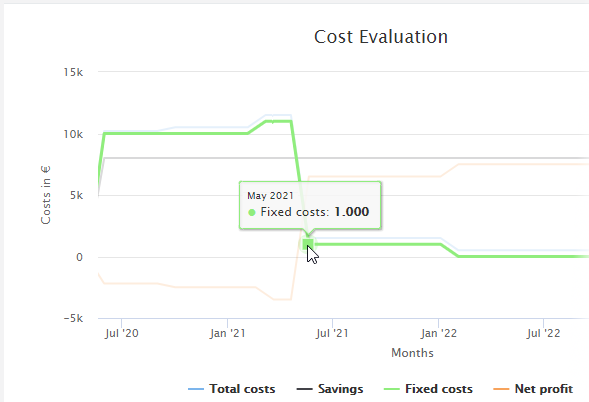 Cost Evaluation
15k
10k
5k
0
−5k
Costs in €
May 2021
Fixed costs: 1.000
Jul '20
Jan '21
Jul '21
Jan '22
Jul '22
Months
Total costs
Savings
Fixed costs
Net profit